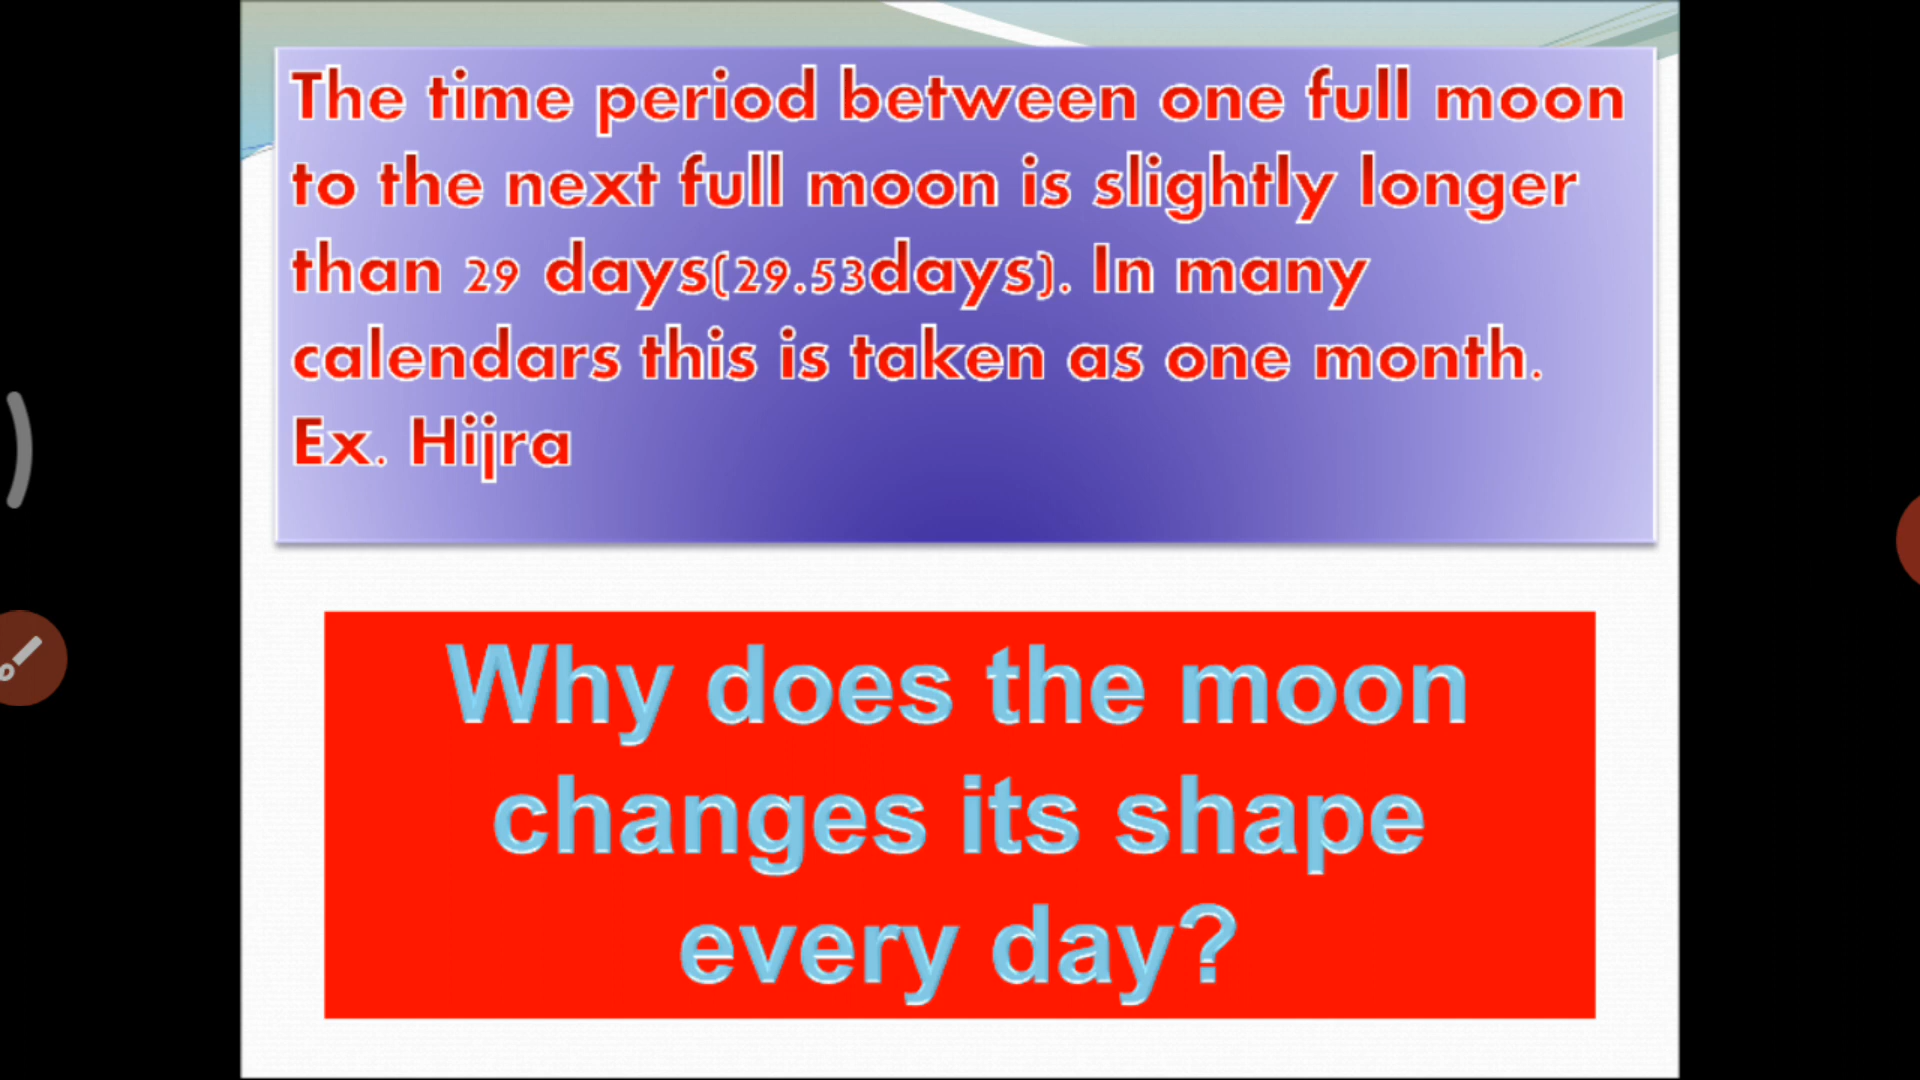 The time period between one full moon
to the next full moon is slightly longer
than 29 days(29.53days). In many
calendars this is taken as one month.
Ex. Hijra
Why does the moon
changes its shape
every day?